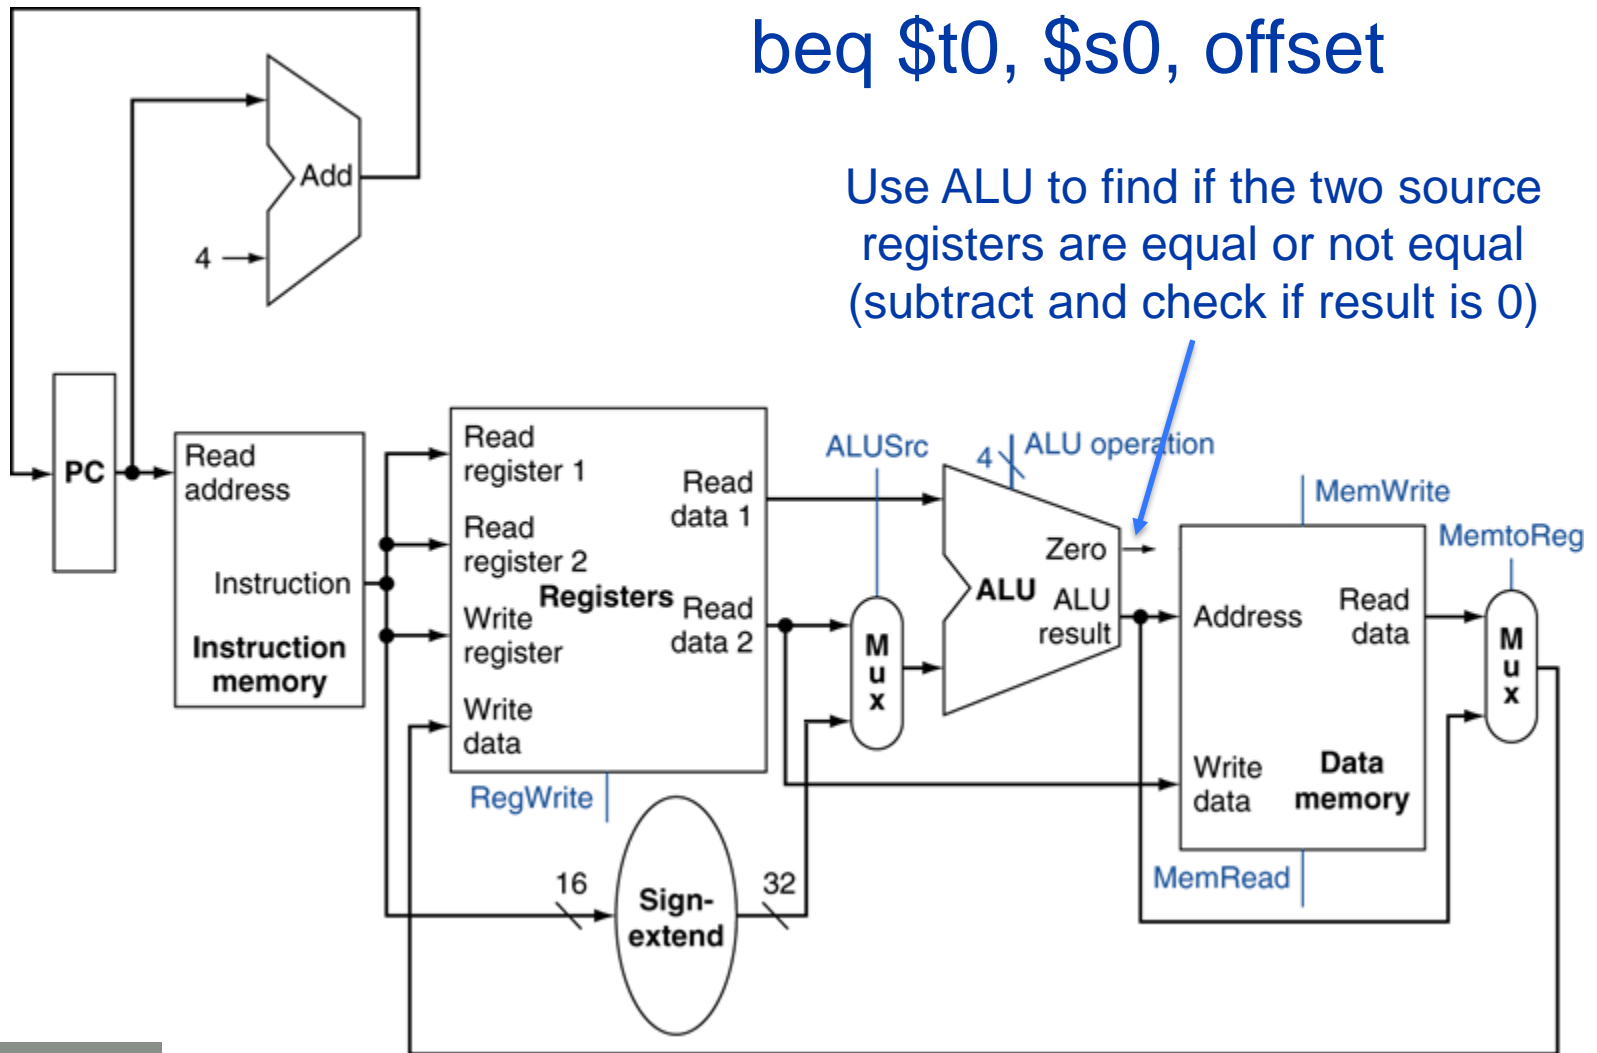 beq $t0, $s0, offset
Use ALU to find if the two source
registers are equal or not equal
(subtract and check if result is 0)
Add
4
PC
Read
address
Instruction
Instruction
memory
Read
register 1
Read
register 2
Write
register
Write
data
Registers
Read
data 1
Read
data 2
RegWrite
16
Sign-
extend
32
ALUSrc
M
u
x
4
ALU operation
Zero
ALU
ALU
result
MemWrite
Address
Read
data
Write
data
Data
memory
MemRead
MemtoReg
M
u
x